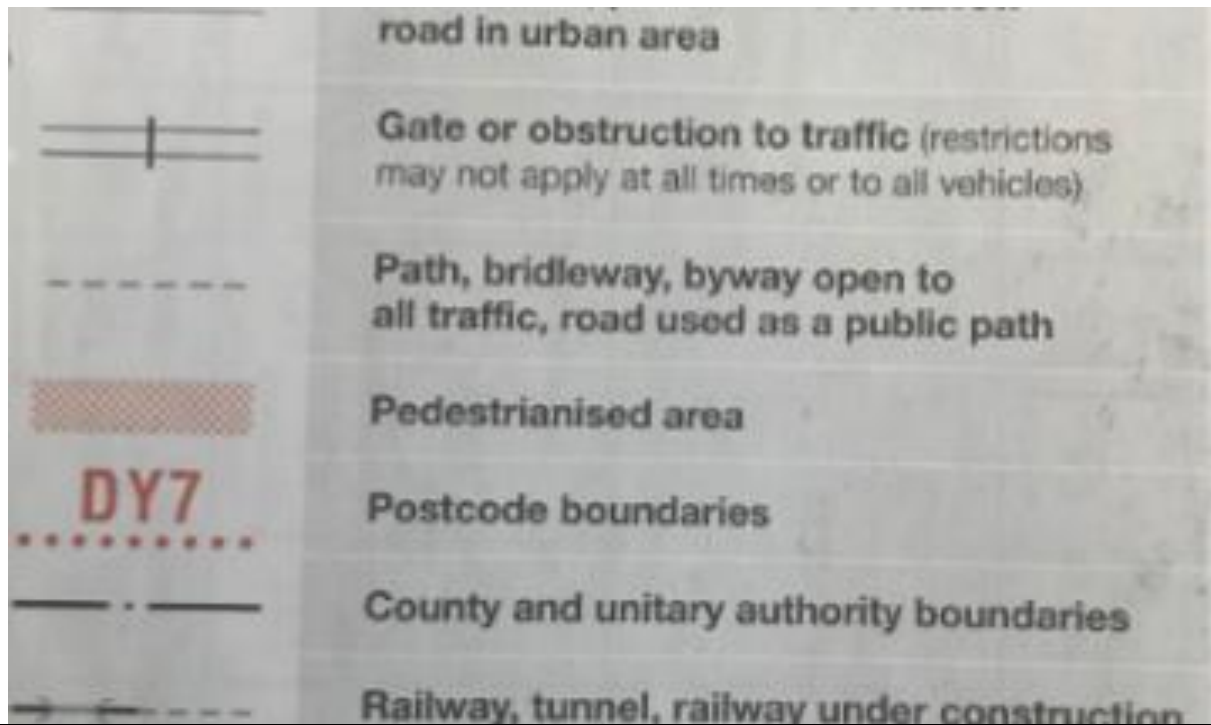 road in urban area
Gate or obstruction to traffic (restrictions
may not apply at all times or to all vehicles)
Path, bridleway, byway open to
all traffic, road used as a public path
Pedestrianised area
DY7
Postcode boundaries
County and unitary authority boundaries
Railway, tunnel, railway under construction